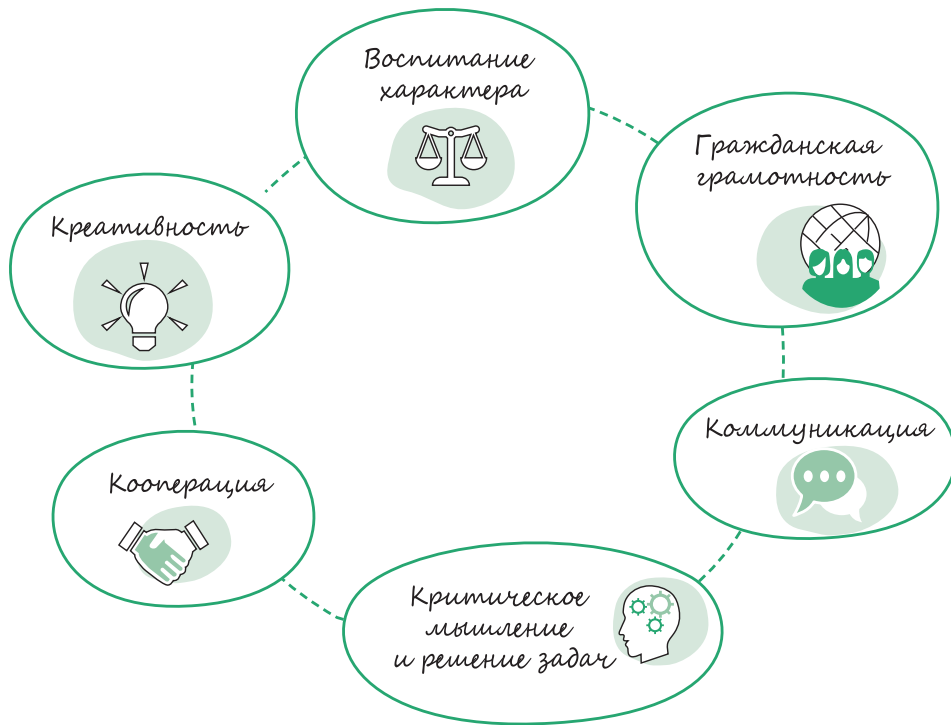 Воспитание
характера
Гражданская
грамотность
Креативность
Коммуникация
Кооперация
Критическое
мышление
и решение задач